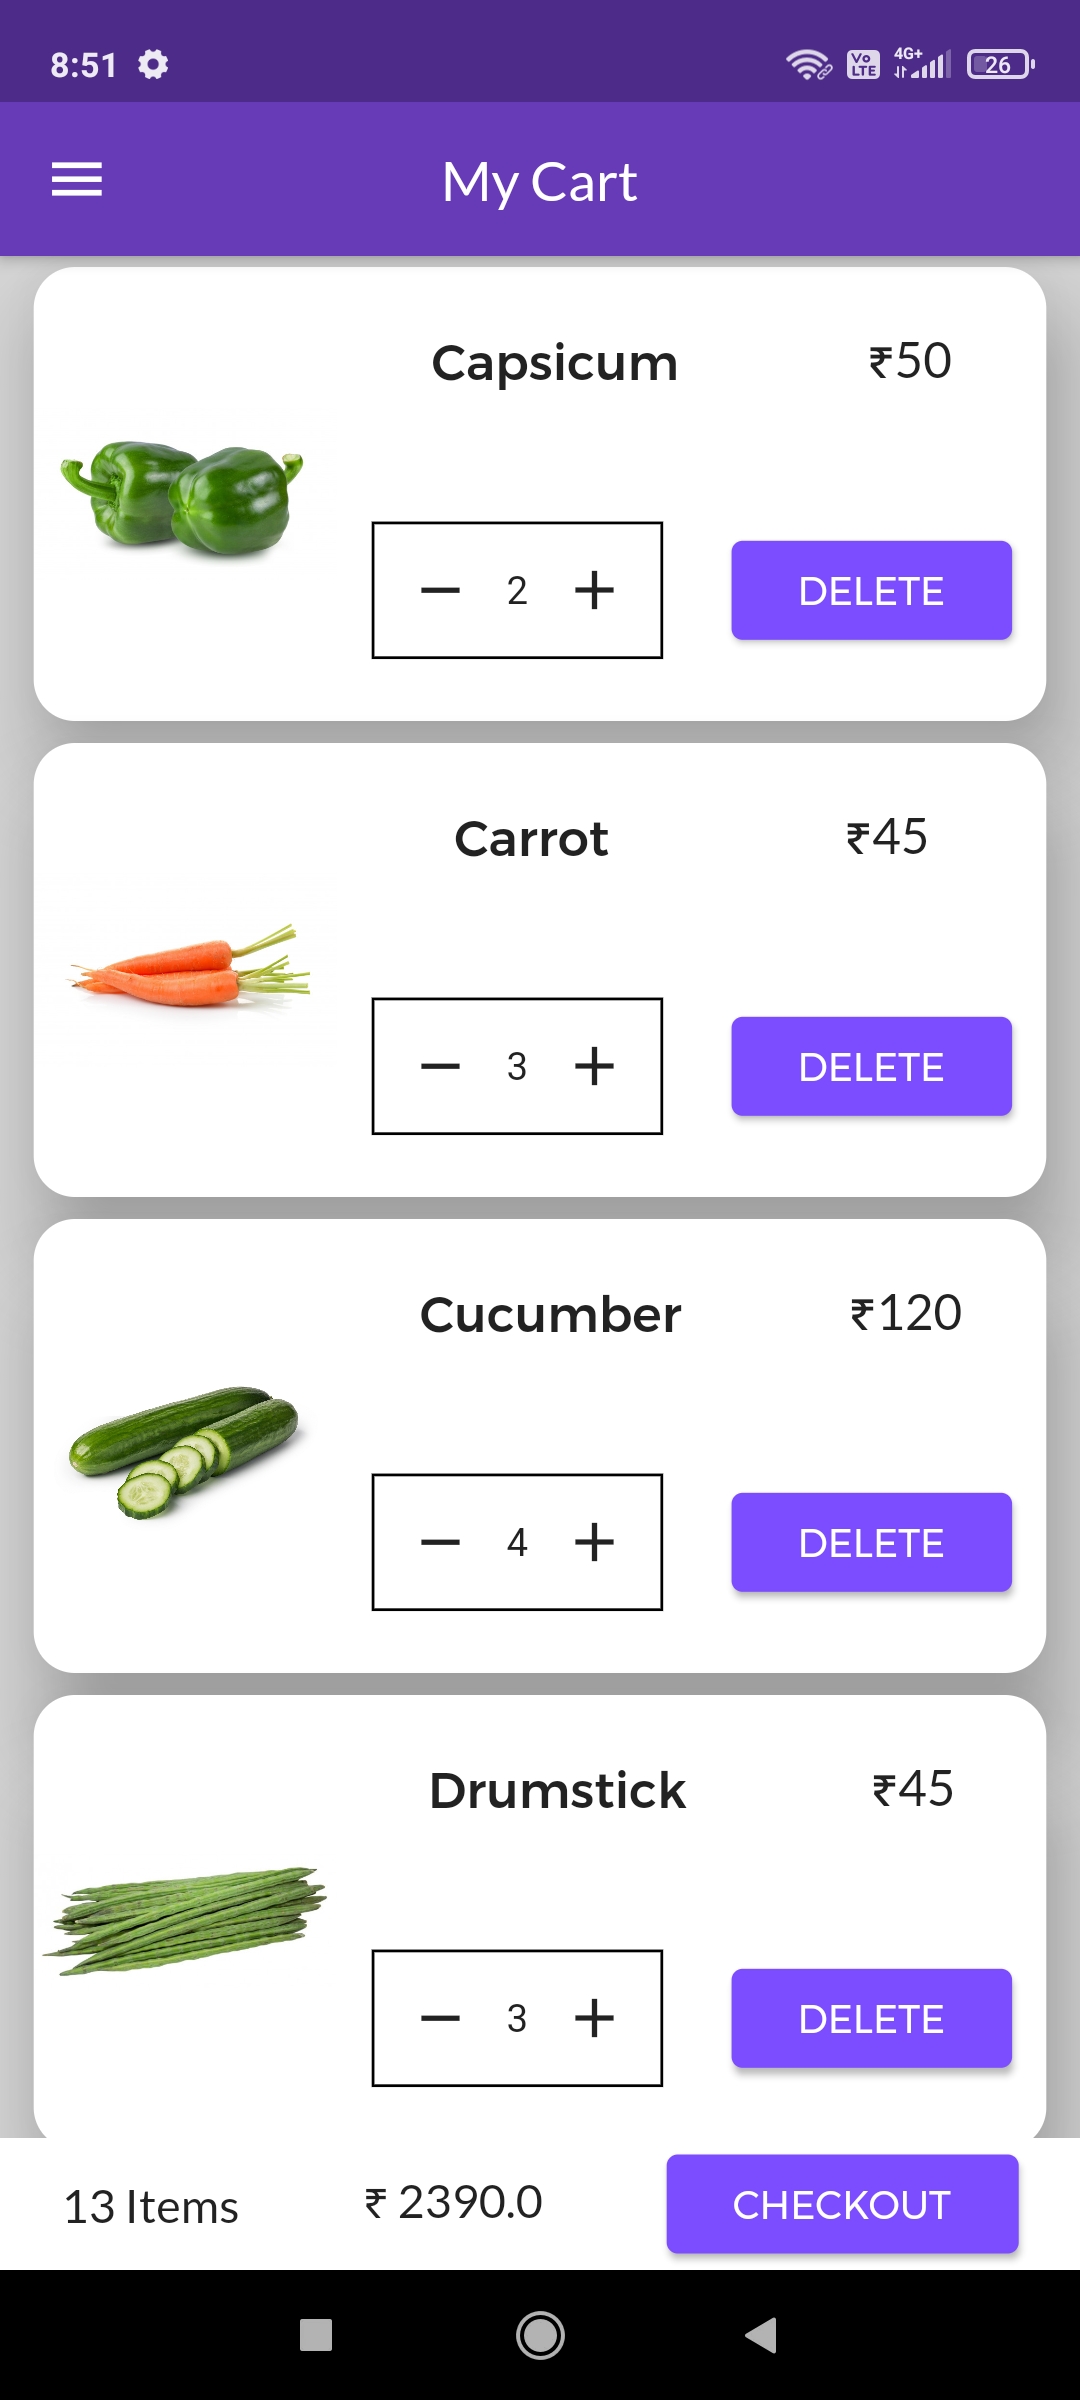 8:51 Vo LTE 4G+ 26
My Cart
Capsicum ₹50
2 DELETE
Carrot ₹45
3 DELETE
Cucumber ₹120
4 DELETE
Drumstick ₹45
3 DELETE
13 Items ₹ 2390.0 CHECKOUT